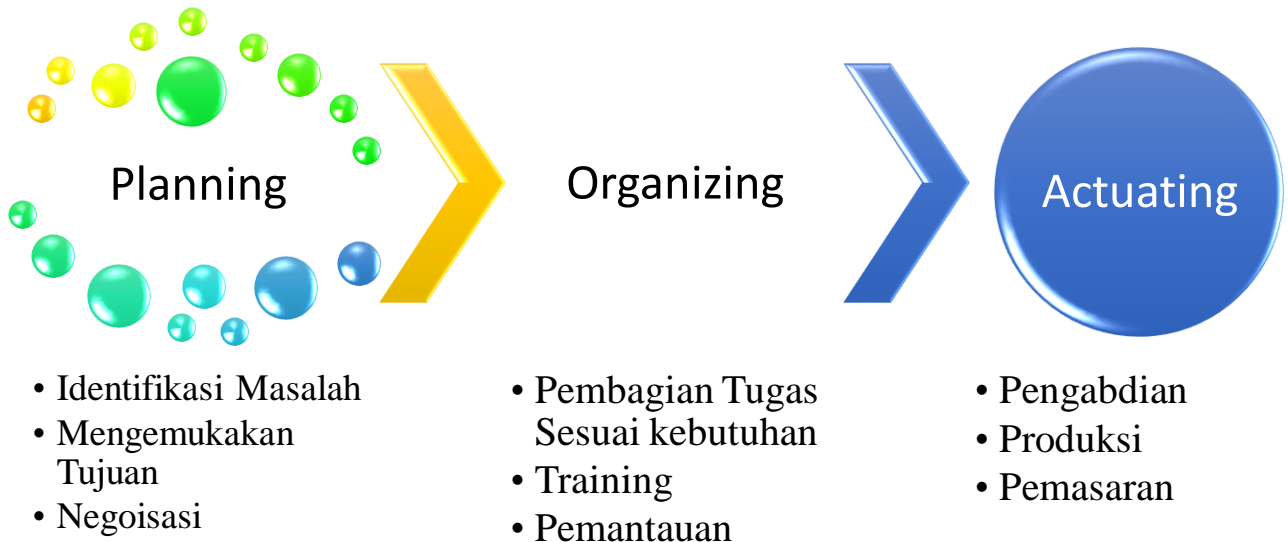 Planning
• Identifikasi Masalah
• Mengemukakan
Tujuan
• Negoisasi
Organizing
• Pembagian Tugas
Sesuai kebutuhan
• Training
• Pemantauan
Actuating
• Pengabdian
• Produksi
• Pemasaran